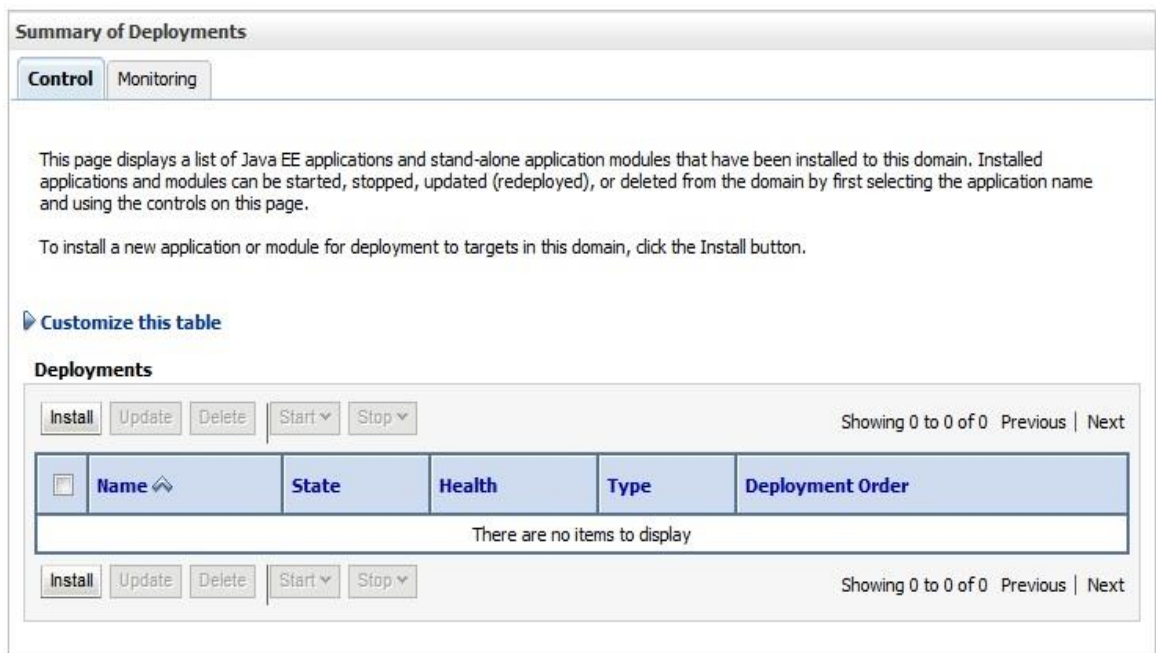 Summary of Deployments
Control Monitoring
This page displays a list of Java EE applications and stand-alone application modules that have been installed to this domain. Installed
applications and modules can be started, stopped, updated (redeployed), or deleted from the domain by first selecting the application name
and using the controls on this page.
To install a new application or module for deployment to targets in this domain, click the Install button.
Customize this table
Deployments
Install Update Delete Start Stop Showing 0 to 0 of 0 Previous | Next
Name State Health Type Deployment Order
There are no items to display
Install Update Delete Start Stop Showing 0 to 0 of 0 Previous | Next